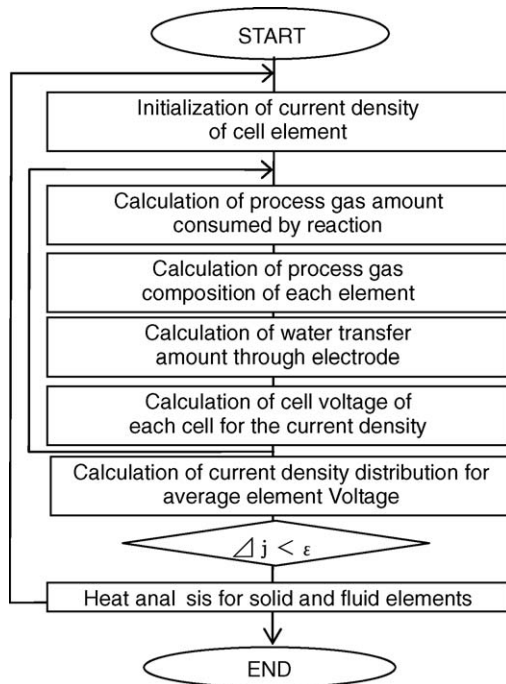 START
Initialization of current density
of cell element
Calculation of process gas amount
consumed by reaction
Calculation of process gas
composition of each element
Calculation of water transfer
amount through electrode
Calculation of cell voltage of
each cell for the current density
Calculation of current density distribution for
average element Voltage
⊿ j < ε
Heat anal sis for solid and fluid elements
END